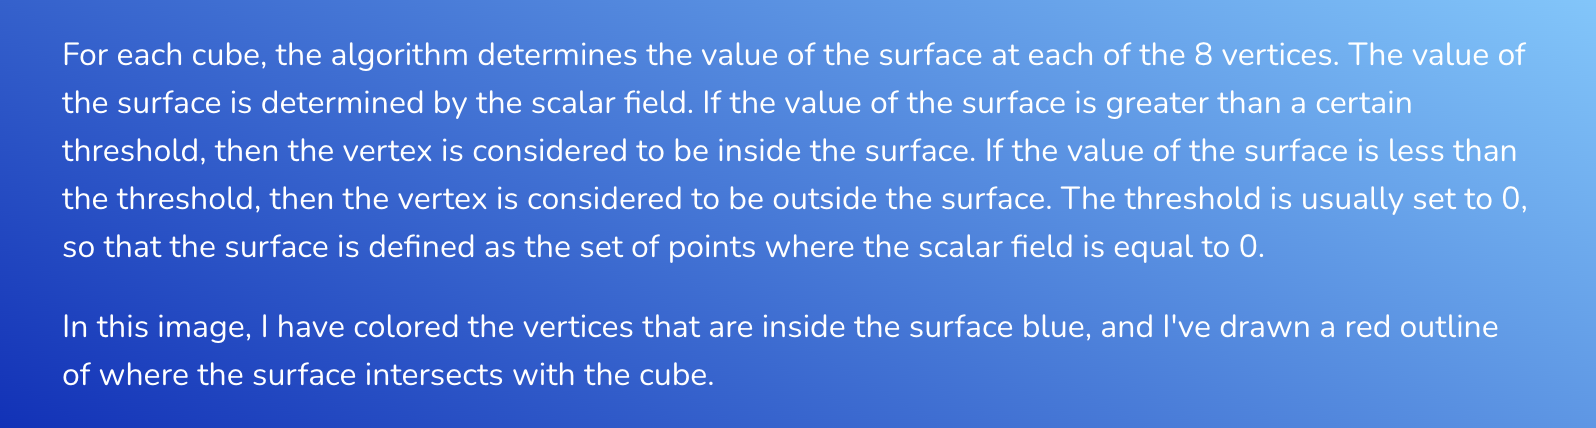 For each cube, the algorithm determines the value of the surface at each of the 8 vertices. The value of
the surface is determined by the scalar field. If the value of the surface is greater than a certain
threshold, then the vertex is considered to be inside the surface. If the value of the surface is less than
the threshold, then the vertex is considered to be outside the surface. The threshold is usually set to 0,
so that the surface is defined as the set of points where the scalar field is equal to 0.
In this image, I have colored the vertices that are inside the surface blue, and I've drawn a red outline
of where the surface intersects with the cube.